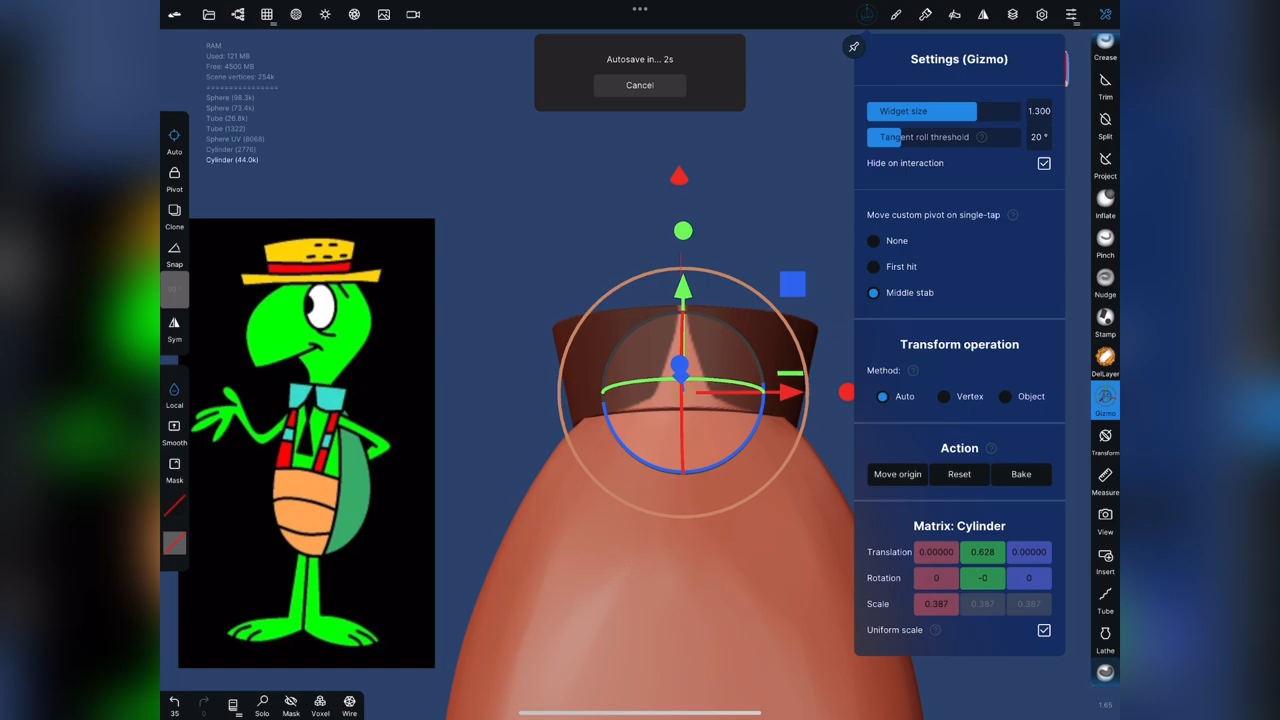 RAM
Used: 121 MB
Free: 4500 MB
Scene vertices: 254k
================
Sphere (98.3k)
Sphere (73.4k)
Tube (26.8k)
Tube (1322)
Sphere UV (8068)
Cylinder (2776)
Cylinder (44.0k)
Autosave in... 2s
Cancel
Settings (Gizmo)
Widget size 1.300
Tangent roll threshold ? 20 °
Hide on interaction
Move custom pivot on single-tap ?
None
First hit
Middle stab
Transform operation
Method: ?
Auto Vertex Object
Action ?
Move origin Reset Bake
Matrix: Cylinder
Translation 0.00000 0.628 0.00000
Rotation 0 -0 0
Scale 0.387 0.387 0.387
Uniform scale ?
Auto
Pivot
Clone
Snap
Sym
Local
Smooth
Mask
35
0
Solo
Mask
Voxel
Wire
Crease
Trim
Split
Project
Inflate
Pinch
Nudge
Stamp
DelLayer
Gizmo
Transform
Measure
View
Insert
Tube
Lathe
1.65